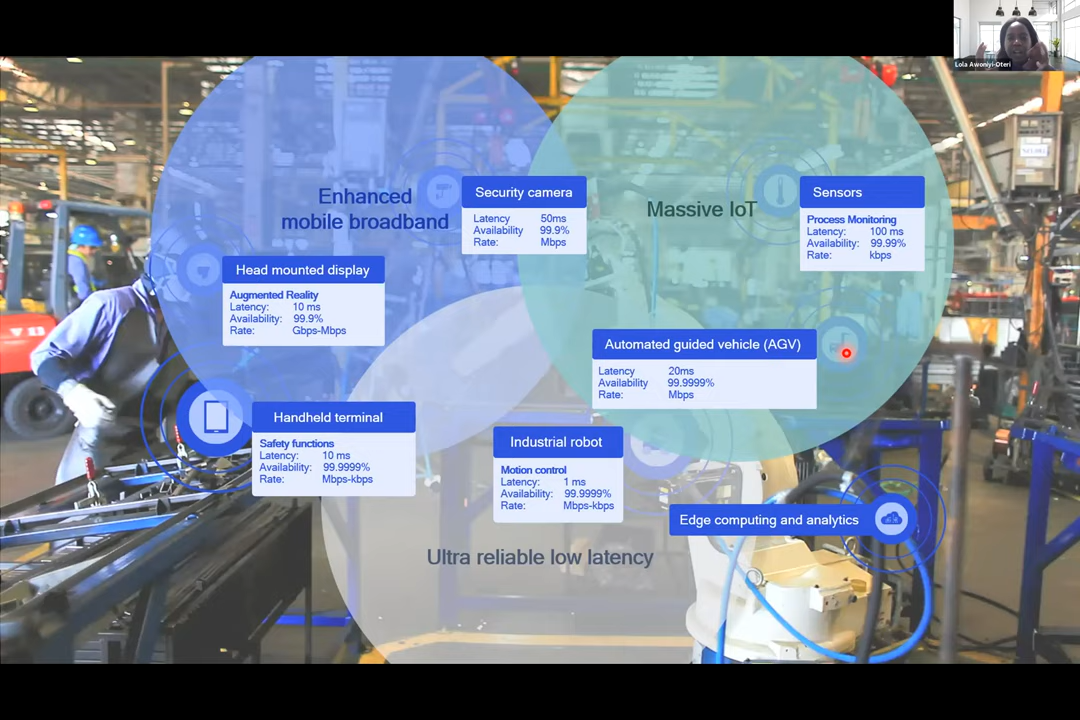 Lola Awoniyi-Oteri
Enhanced
mobile broadband
Security camera
Latency 50ms
Availability 99.9%
Rate: Mbps
Massive IoT
Sensors
Process Monitoring
Latency: 100 ms
Availability: 99.99%
Rate: kbps
Head mounted display
Augmented Reality
Latency: 10 ms
Availability: 99.9%
Rate: Gbps-Mbps
Automated guided vehicle (AGV)
Latency 20ms
Availability 99.9999%
Rate: Mbps
Handheld terminal
Safety functions
Latency: 10 ms
Availability: 99.9999%
Rate: Mbps-kbps
Industrial robot
Motion control
Latency: 1 ms
Availability: 99.9999%
Rate: Mbps-kbps
Edge computing and analytics
Ultra reliable low latency